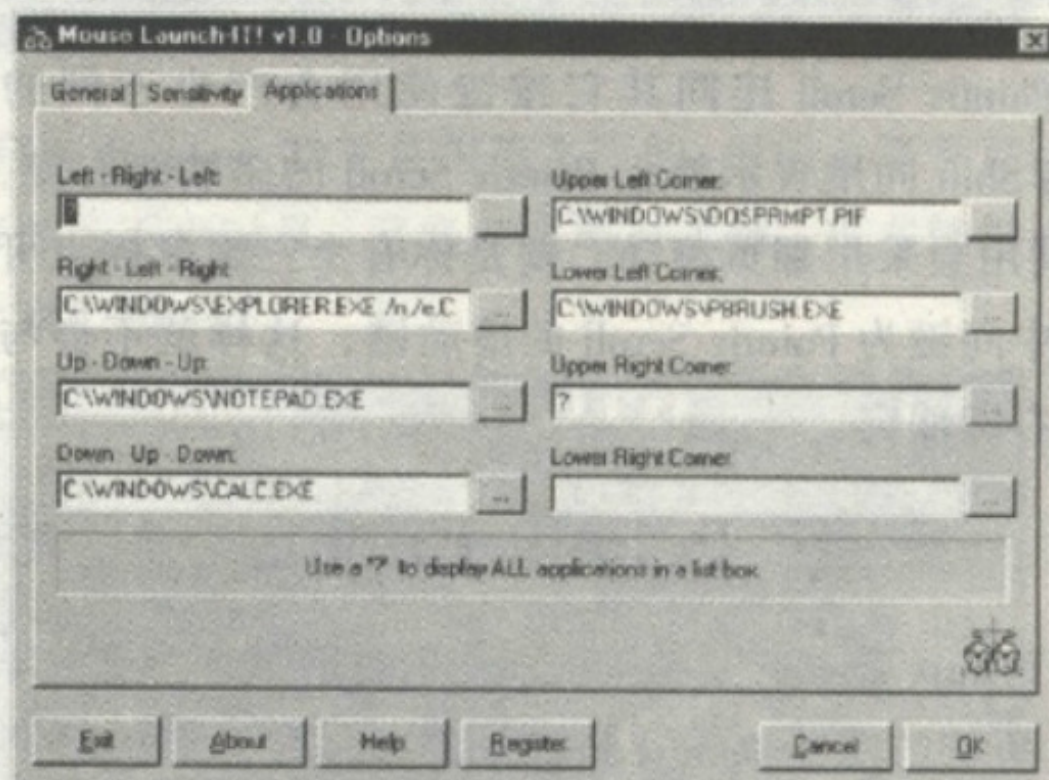 Mouse Launch-IT! v1.0 - Options
General
Sensitivity
Applications
Left - Right - Left:
?
...
Right - Left - Right
C:\WINDOWS\EXPLORER.EXE /n,/e,C
...
Up - Down - Up:
C:\WINDOWS\NOTEPAD.EXE
...
Down - Up - Down:
C:\WINDOWS\CALC.EXE
...
Upper Left Corner:
C:\WINDOWS\DOSPRMPT.PIF
...
Lower Left Corner:
C:\WINDOWS\PBRUSH.EXE
...
Upper Right Corner:
?
...
Lower Right Corner:
...
Use a "?" to display ALL applications in a list box.
Exit
About
Help
Register
Cancel
OK